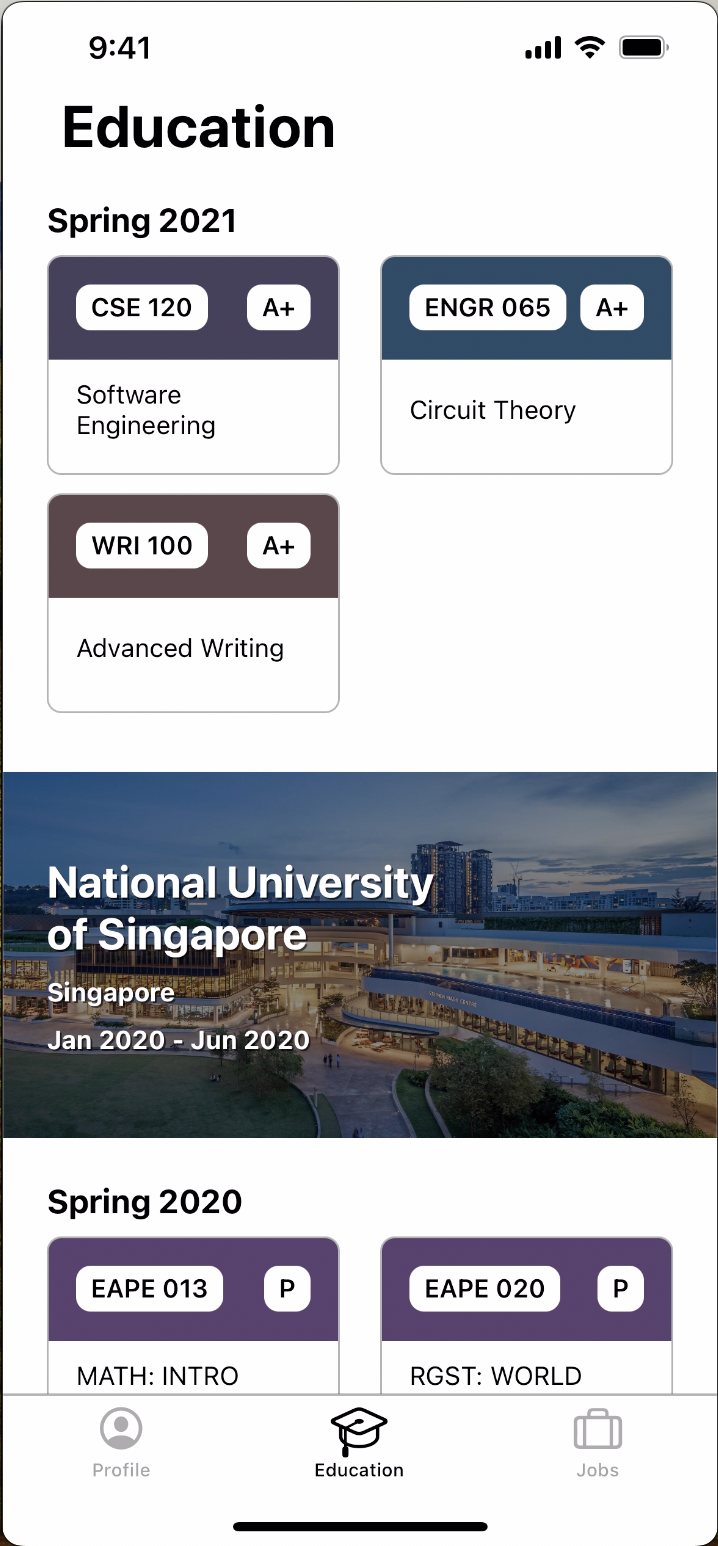 9:41
Education
Spring 2021
CSE 120
A+
ENGR 065
A+
Software
Engineering
Circuit Theory
WRI 100
A+
Advanced Writing
National University
of Singapore
Singapore
Jan 2020 - Jun 2020
Spring 2020
EAPE 013
P
EAPE 020
P
MATH: INTRO
RGST: WORLD
Profile
Education
Jobs